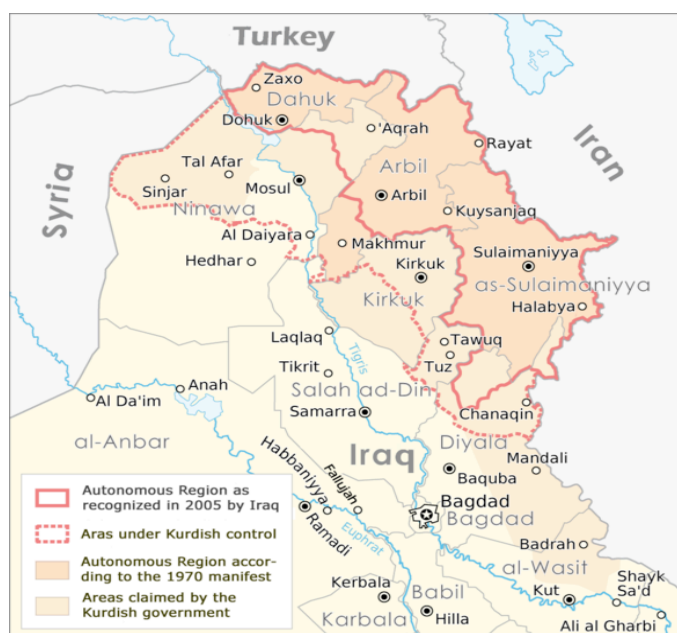 Turkey
Zaxo
Dahuk
Dohuk
'Aqrah
Rayat
Iran
Arbil
Tal Afar
Sinjar
Mosul
Arbil
Syria
Ninawa
Kuysanjaq
Al Daiyara
Makhmur
Sulaimaniyya
Hedhar
Kirkuk
as-Sulaimaniyya
Kirkuk
Halabya
Laqlaq
Tawuq
Tigris
Tuz
Tikrit
Anah
Salah ad-Din
Al Da'im
Samarra
Chanaqin
al-Anbar
Diyala
Iraq
Mandali
Habbaniyya
Fallujah
Baquba
Bagdad
Bagdad
Ramadi
Euphrat
Badrah
al-Wasit
Shayk
Sa'd
Kerbala
Babil
Kut
Karbala
Hilla
Ali al Gharbi
Autonomous Region as
recognized in 2005 by Iraq
Aras under Kurdish control
Autonomous Region accor-
ding to the 1970 manifest
Areas claimed by the
Kurdish government